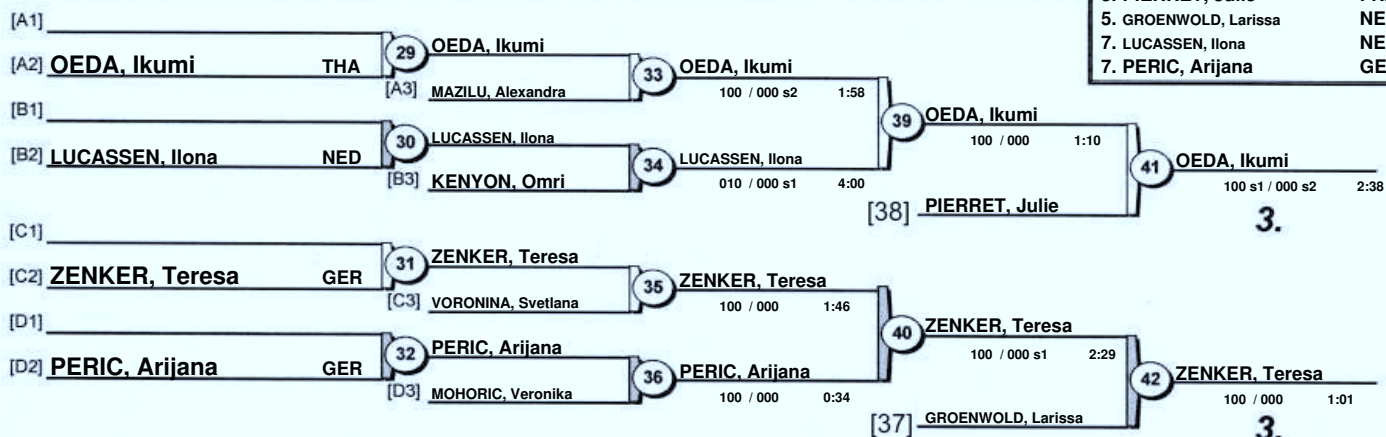 [A1]
[A2] OEDA, Ikumi THA
29 OEDA, Ikumi
[A3] MAZILU, Alexandra
33 OEDA, Ikumi
100 / 000 s2 1:58
[B1]
[B2] LUCASSEN, Ilona NED
30 LUCASSEN, Ilona
[B3] KENYON, Omri
34 LUCASSEN, Ilona
010 / 000 s1 4:00
39 OEDA, Ikumi
100 / 000 1:10
[38] PIERRET, Julie
41 OEDA, Ikumi
100 s1 / 000 s2 2:38
3.
[C1]
[C2] ZENKER, Teresa GER
31 ZENKER, Teresa
[C3] VORONINA, Svetlana
35 ZENKER, Teresa
100 / 000 1:46
[D1]
[D2] PERIC, Arijana GER
32 PERIC, Arijana
[D3] MOHORIC, Veronika
36 PERIC, Arijana
100 / 000 0:34
40 ZENKER, Teresa
100 / 000 s1 2:29
[37] GROENWOLD, Larissa
42 ZENKER, Teresa
100 / 000 1:01
3.
5. GROENWOLD, Larissa NE
7. LUCASSEN, Ilona NE
7. PERIC, Arijana GE